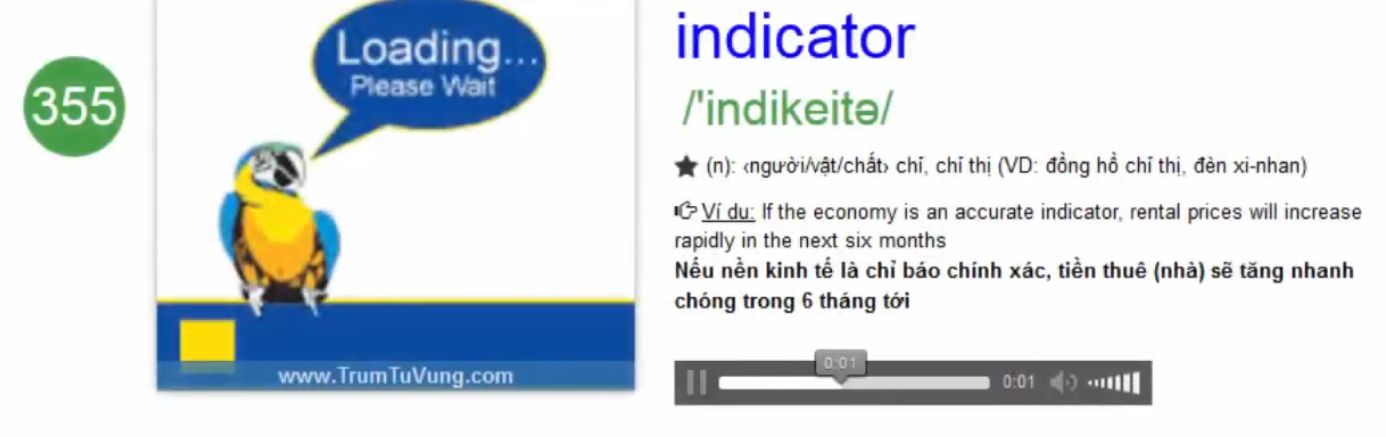 355
Loading...
Please Wait
www.TrumTuVung.com
indicator
/'indikeitə/
(n): ‹người/vật/chất› chỉ, chỉ thị (VD: đồng hồ chỉ thị, đèn xi-nhan)
Ví dụ: If the economy is an accurate indicator, rental prices will increase
rapidly in the next six months
Nếu nền kinh tế là chỉ báo chính xác, tiền thuê (nhà) sẽ tăng nhanh
chóng trong 6 tháng tới
0:01
0:01